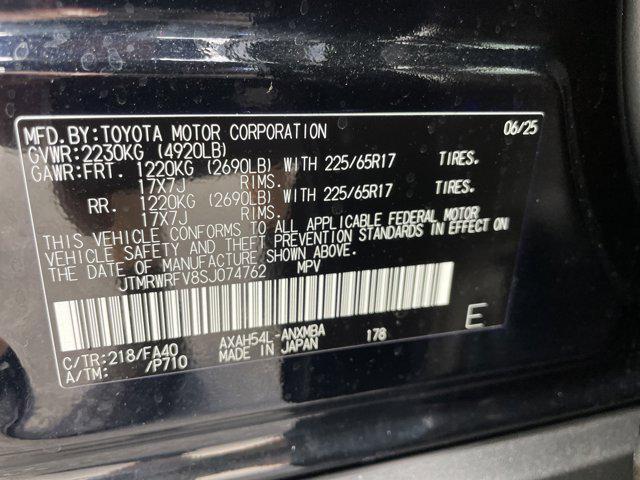 MFD.BY:TOYOTA MOTOR CORPORATION 06/25
GVWR:2230KG (4920LB)
GAWR:FRT. 1220KG (2690LB) WITH 225/65R17 TIRES.
17X7J RIMS.
RR. 1220KG (2690LB) WITH 225/65R17 TIRES.
17X7J RIMS.
THIS VEHICLE CONFORMS TO ALL APPLICABLE FEDERAL MOTOR
VEHICLE SAFETY AND THEFT PREVENTION STANDARDS IN EFFECT ON
THE DATE OF MANUFACTURE SHOWN ABOVE.
JTMRWRFV8SJ074762 MPV
E
C/TR:218/FA40 AXAH54L-ANXMBA 178
A/TM: /P710 MADE IN JAPAN